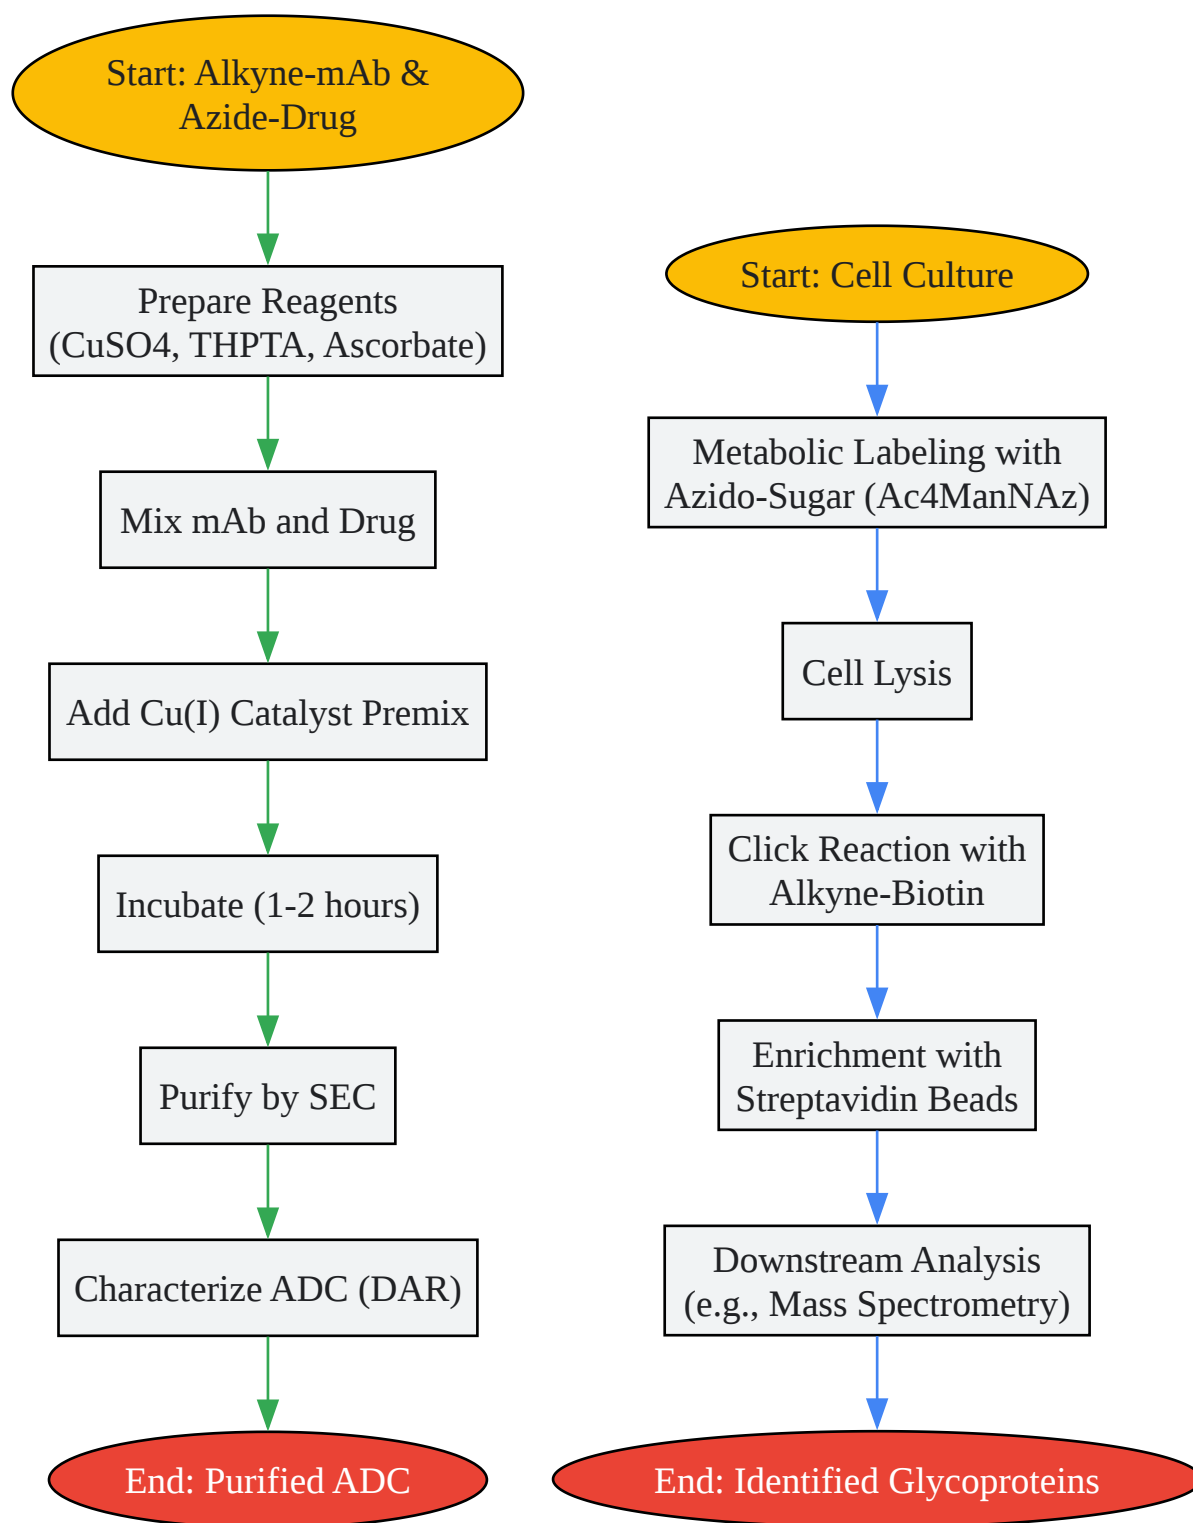 Start: Alkyne-mAb &
Azide-Drug
Prepare Reagents
(CuSO4, THPTA, Ascorbate)
Mix mAb and Drug
Add Cu(I) Catalyst Premix
Incubate (1-2 hours)
Purify by SEC
Characterize ADC (DAR)
End: Purified ADC
Start: Cell Culture
Metabolic Labeling with
Azido-Sugar (Ac4ManNAz)
Cell Lysis
Click Reaction with
Alkyne-Biotin
Enrichment with
Streptavidin Beads
Downstream Analysis
(e.g., Mass Spectrometry)
End: Identified Glycoproteins